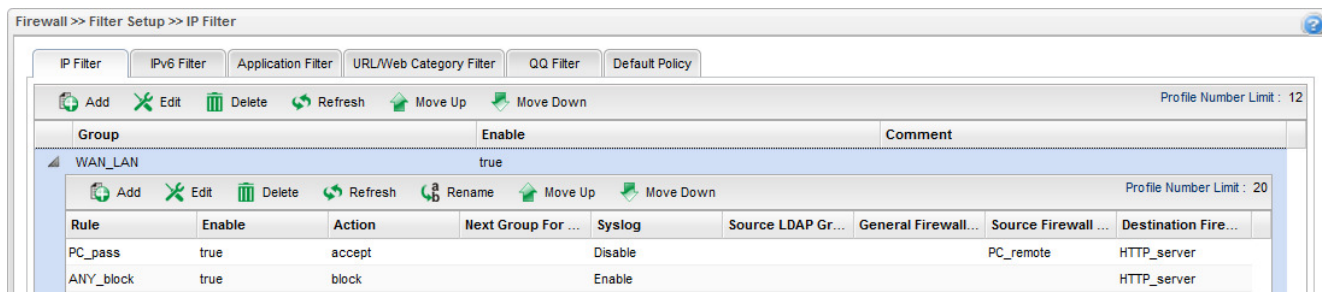 Firewall >> Filter Setup >> IP Filter
?
IP Filter IPv6 Filter Application Filter URL/Web Category Filter QQ Filter Default Policy
Add Edit Delete Refresh Move Up Move Down Profile Number Limit : 12
Group Enable Comment
WAN_LAN true
Add Edit Delete Refresh Rename Move Up Move Down Profile Number Limit : 20
Rule Enable Action Next Group For ... Syslog Source LDAP Gr... General Firewall... Source Firewall ... Destination Fire...
PC_pass true accept Disable PC_remote HTTP_server
ANY_block true block Enable HTTP_server